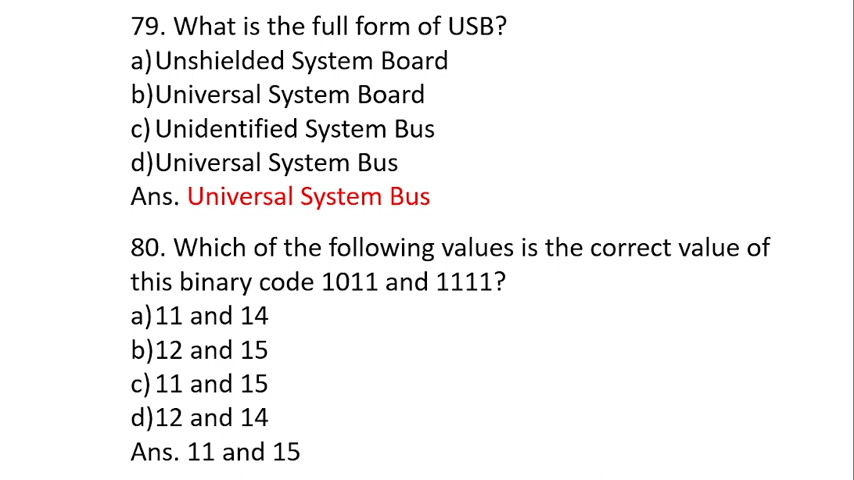 79. What is the full form of USB?
a)Unshielded System Board
b)Universal System Board
c) Unidentified System Bus
d)Universal System Bus
Ans. Universal System Bus
80. Which of the following values is the correct value of
this binary code 1011 and 1111?
a)11 and 14
b)12 and 15
c) 11 and 15
d)12 and 14
Ans. 11 and 15